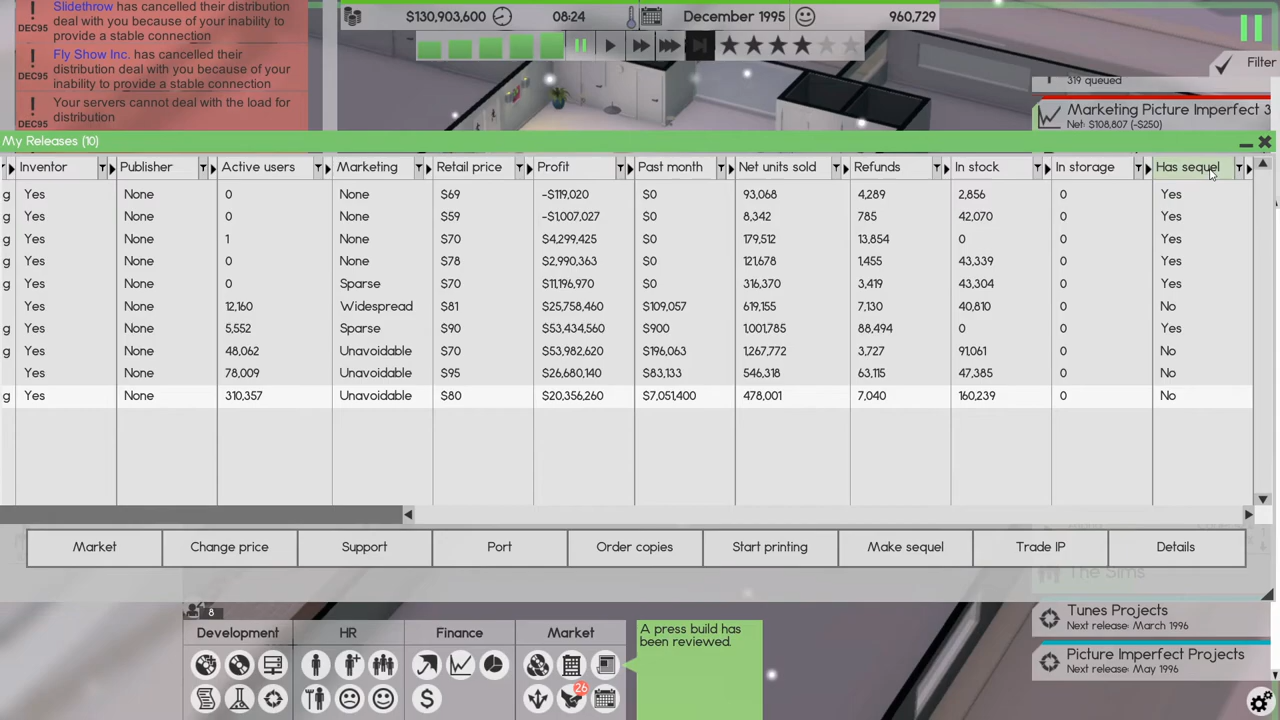 Slidethrow has cancelled their
distribution deal with you because of your inability
to provide a stable connection
DEC95
Fly Show Inc. has cancelled their
distribution deal with you because of your
inability to provide a stable connection
DEC95
Your servers cannot deal with the load for
distribution
DEC95
$130,903,600 08:24 December 1995 960,729
Filter
319 queued
Marketing Picture Imperfect 3
Net: $108,807 (-$250)
My Releases (10)
Inventor Publisher Active users Marketing Retail price Profit Past month Net units sold Refunds In stock In storage Has sequel
g Yes None 0 None $69 -$119,020 $0 93,068 4,289 2,856 0 Yes
Yes None 0 None $59 -$1,007,027 $0 8,342 785 42,070 0 Yes
g Yes None 1 None $70 $4,299,425 $0 179,512 13,854 0 0 Yes
g Yes None 0 None $78 $2,990,363 $0 121,678 1,455 43,339 0 Yes
g Yes None 0 Sparse $70 $11,196,970 $0 316,370 3,419 43,304 0 Yes
Yes None 12,160 Widespread $81 $25,758,460 $109,057 619,155 7,130 40,810 0 No
g Yes None 5,552 Sparse $90 $53,434,560 $900 1,001,785 88,494 0 0 Yes
g Yes None 48,062 Unavoidable $70 $53,982,620 $196,063 1,267,772 3,727 91,061 0 No
Yes None 78,009 Unavoidable $95 $26,680,140 $83,133 546,318 63,115 47,385 0 No
g Yes None 310,357 Unavoidable $80 $20,356,260 $7,051,400 478,001 7,040 160,239 0 No
Market Change price Support Port Order copies Start printing Make sequel Trade IP Details
The Sims
8
Development HR Finance Market
A press build has
been reviewed.
26
Tunes Projects
Next release: March 1996
Picture Imperfect Projects
Next release: May 1996